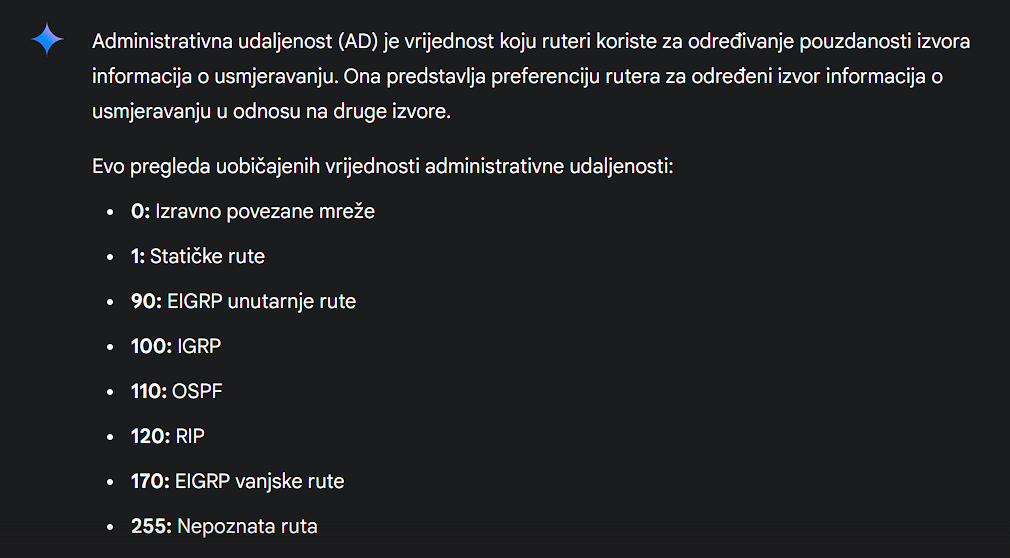 Administrativna udaljenost (AD) je vrijednost koju ruteri koriste za određivanje pouzdanosti izvora
informacija o usmjeravanju. Ona predstavlja preferenciju rutera za određeni izvor informacija o
usmjeravanju u odnosu na druge izvore.
Evo pregleda uobičajenih vrijednosti administrativne udaljenosti:
• 0: Izravno povezane mreže
• 1: Statičke rute
• 90: EIGRP unutarnje rute
• 100: IGRP
• 110: OSPF
• 120: RIP
• 170: EIGRP vanjske rute
• 255: Nepoznata ruta